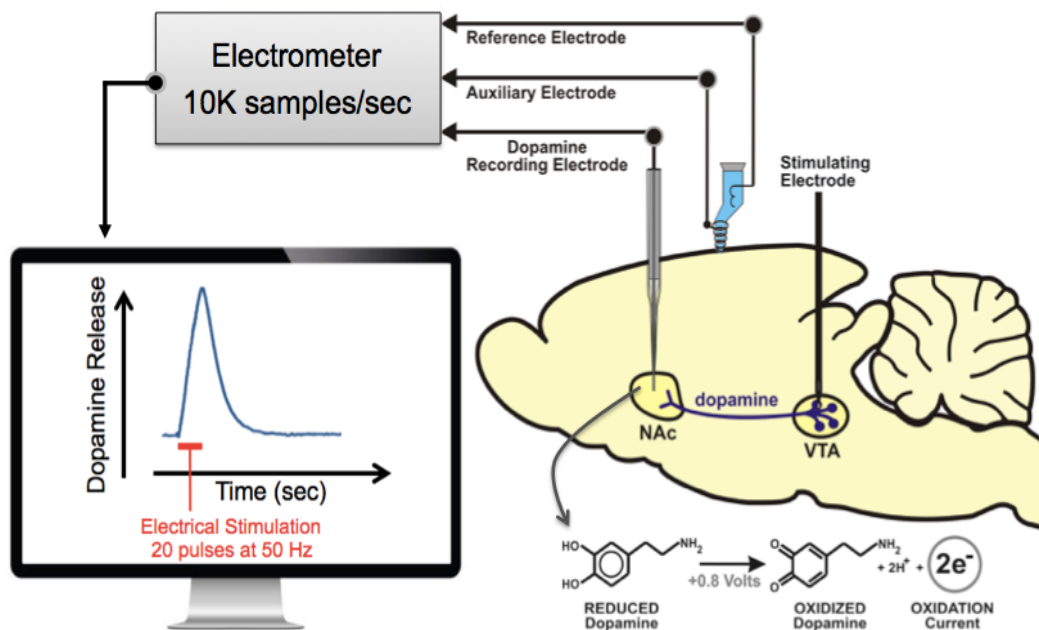 Electrometer
10K samples/sec
Reference Electrode
Auxiliary Electrode
Dopamine
Recording Electrode
Stimulating
Electrode
Dopamine Release
Time (sec)
Electrical Stimulation
20 pulses at 50 Hz
dopamine
NAc
VTA
HO
HO
NH2
+0.8 Volts
O
O
NH2
+ 2H+ +
2e-
REDUCED
Dopamine
OXIDIZED
Dopamine
OXIDATION
Current